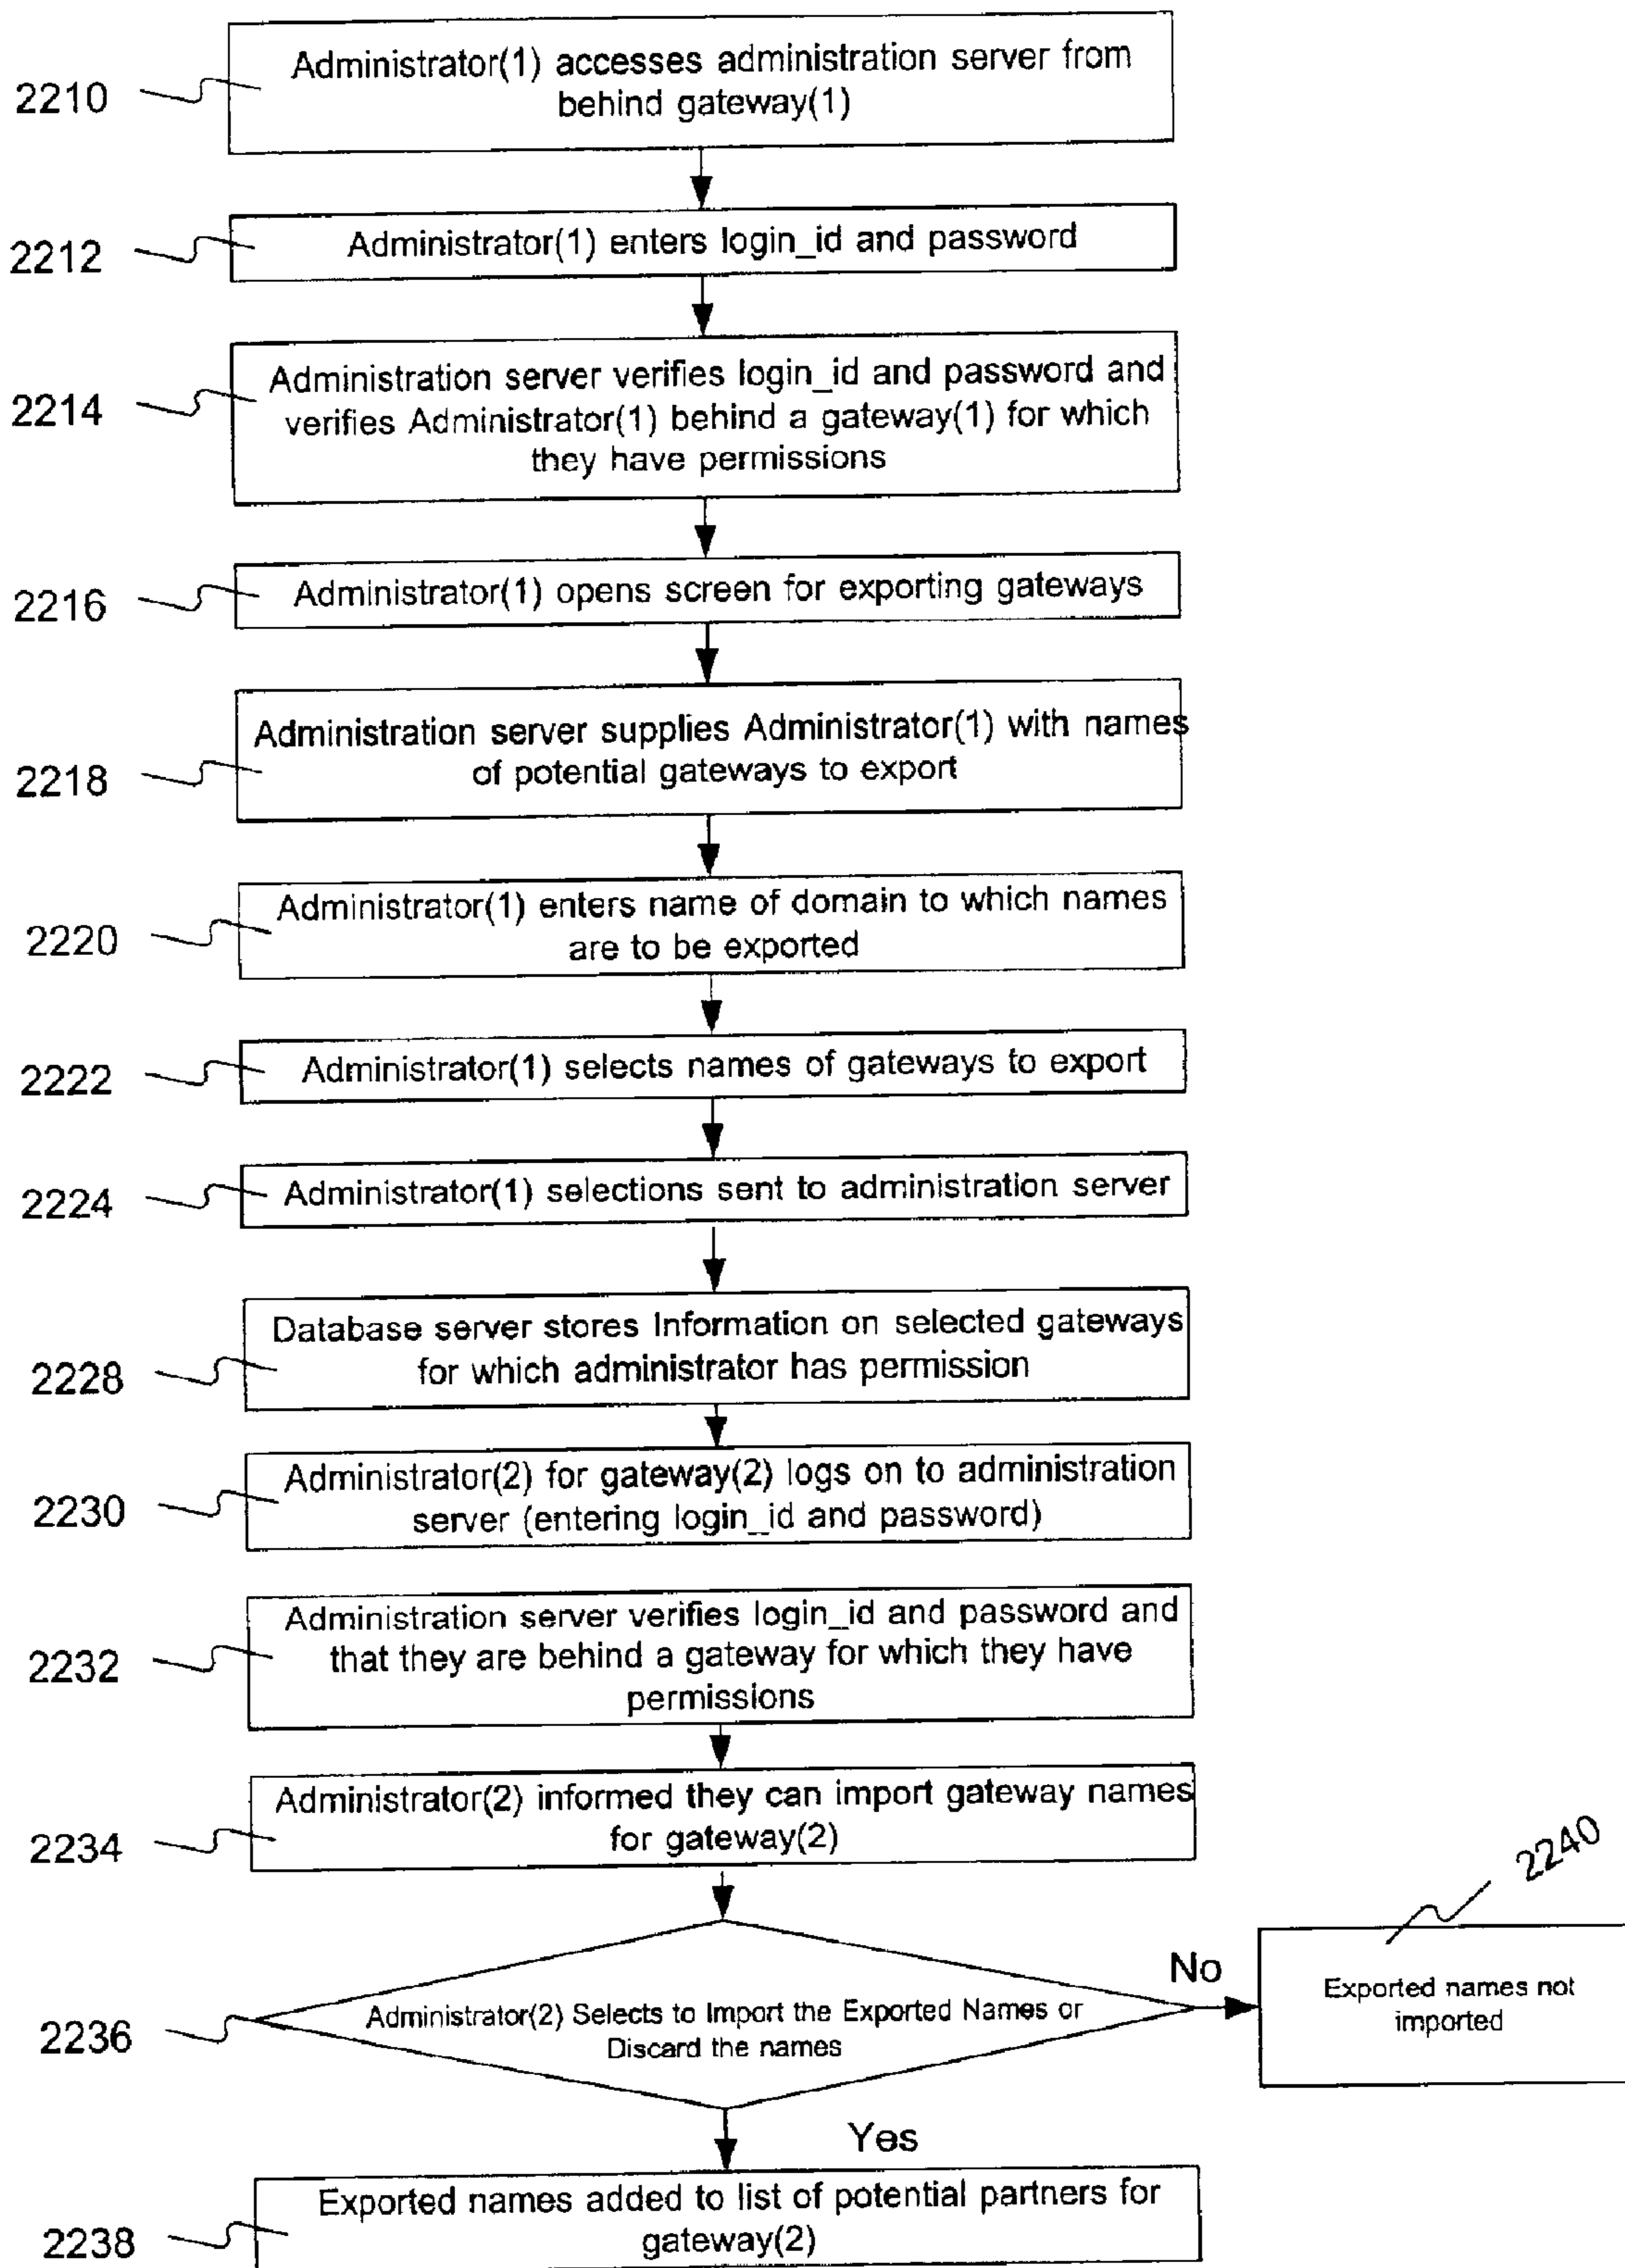 2210
Administrator(1) accesses administration server from
behind gateway(1)
2212
Administrator(1) enters login_id and password
2214
Administration server verifies login_id and password and
verifies Administrator(1) behind a gateway(1) for which
they have permissions
2216
Administrator(1) opens screen for exporting gateways
2218
Administration server supplies Administrator(1) with names
of potential gateways to export
2220
Administrator(1) enters name of domain to which names
are to be exported
2222
Administrator(1) selects names of gateways to export
2224
Administrator(1) selections sent to administration server
2228
Database server stores Information on selected gateways
for which administrator has permission
2230
Administrator(2) for gateway(2) logs on to administration
server (entering login_id and password)
2232
Administration server verifies login_id and password and
that they are behind a gateway for which they have
permissions
2234
Administrator(2) informed they can import gateway names
for gateway(2)
2236
Administrator(2) Selects to Import the Exported Names or
Discard the names
No
2240
Exported names not
imported
Yes
2238
Exported names added to list of potential partners for
gateway(2)